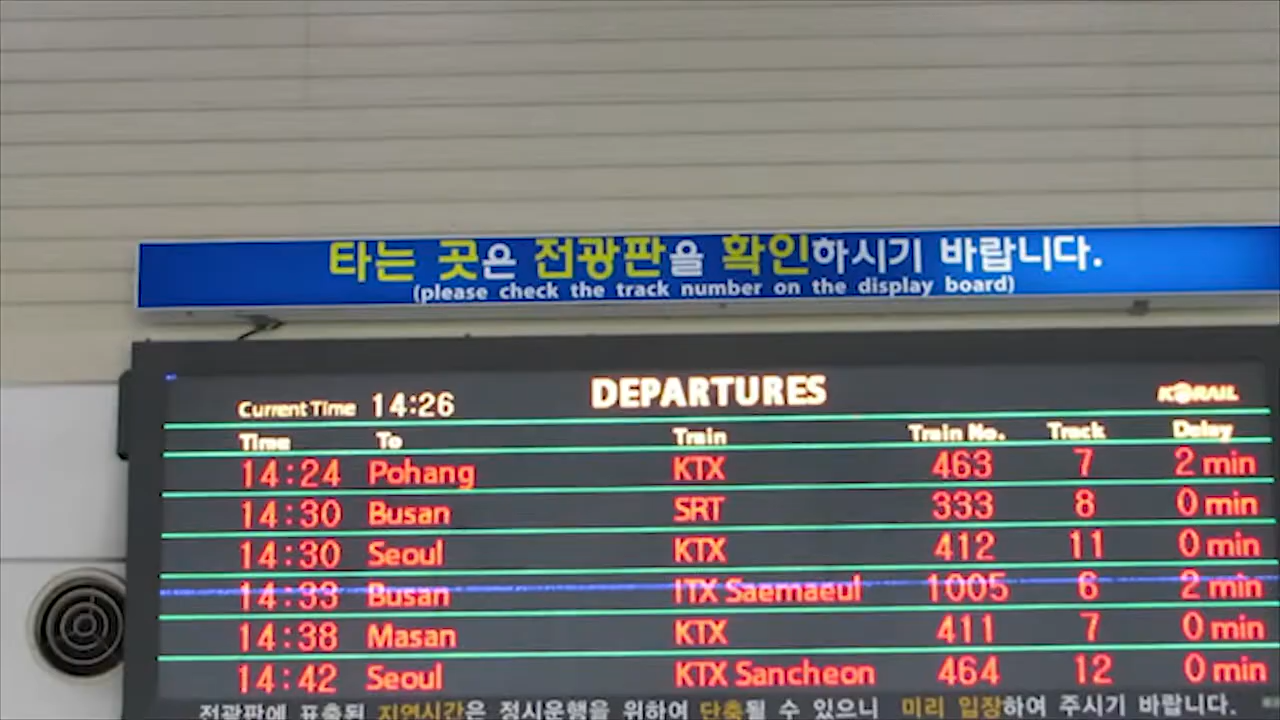 타는 곳은 전광판을 확인하시기 바랍니다.
(please check the track number on the display board)
DEPARTURES
Current Time 14:26
KORAIL
Time To Train Train No. Track Delay
14:24 Pohang KTX 463 7 2 min
14:30 Busan SRT 333 8 0 min
14:30 Seoul KTX 412 11 0 min
14:33 Busan ITX Saemaeul 1005 6 2 min
14:38 Masan KTX 411 7 0 min
14:42 Seoul KTX Sancheon 464 12 0 min
전광판에 표출된 지연시간은 정시운행을 위하여 단축될 수 있으니 미리 입장하여 주시기 바랍니다.